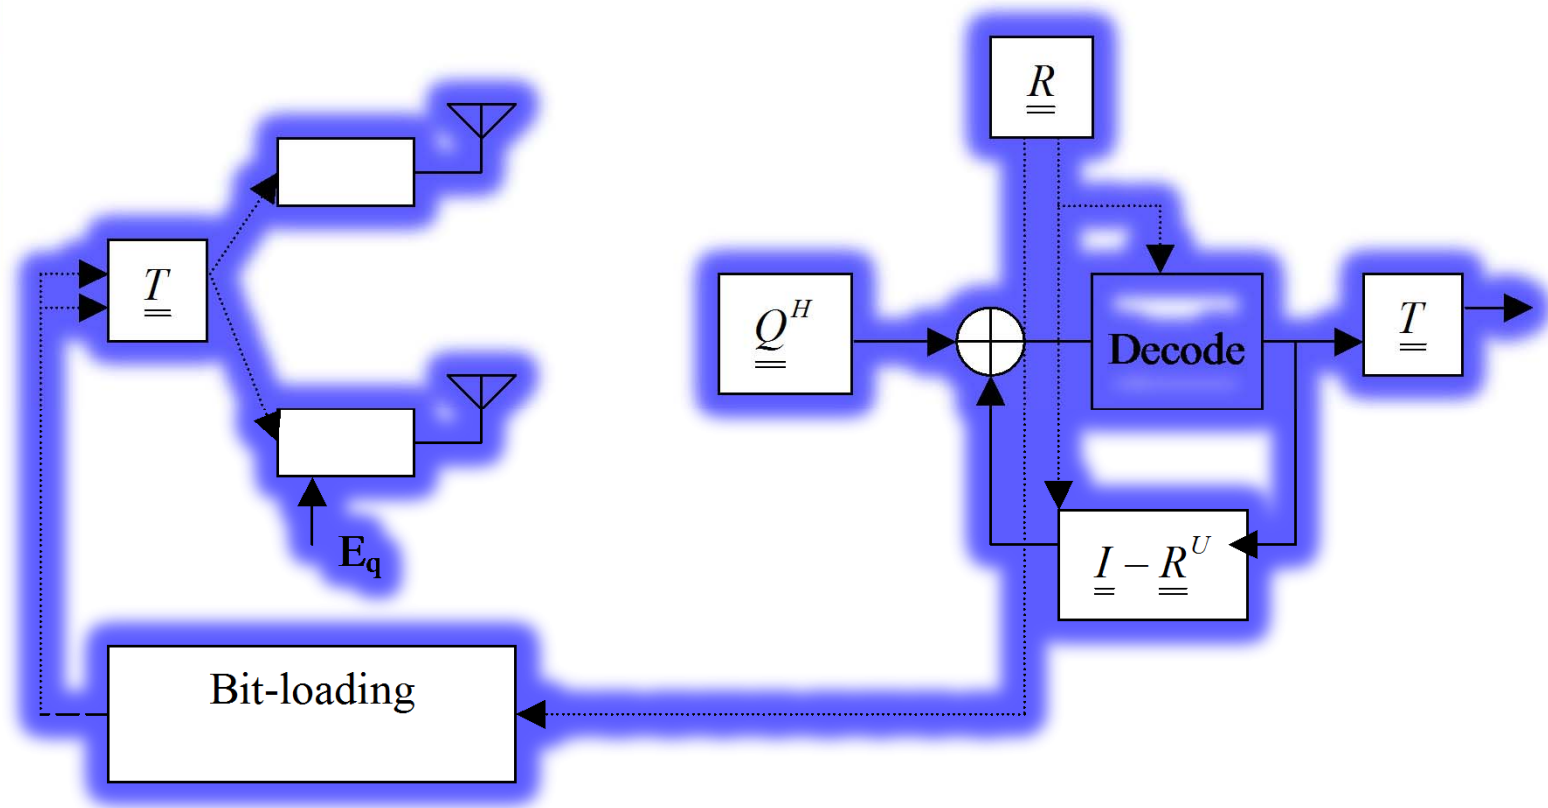 R
T
Q^H
Decode
T
E_q
I − R^U
Bit-loading